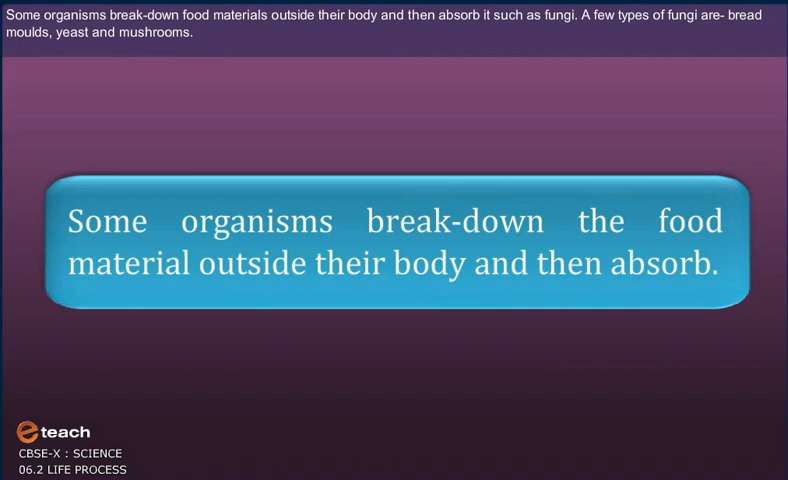 Some organisms break-down food materials outside their body and then absorb it such as fungi. A few types of fungi are- bread
moulds, yeast and mushrooms.
Some organisms break-down the food
material outside their body and then absorb.
e teach
CBSE-X : SCIENCE
06.2 LIFE PROCESS